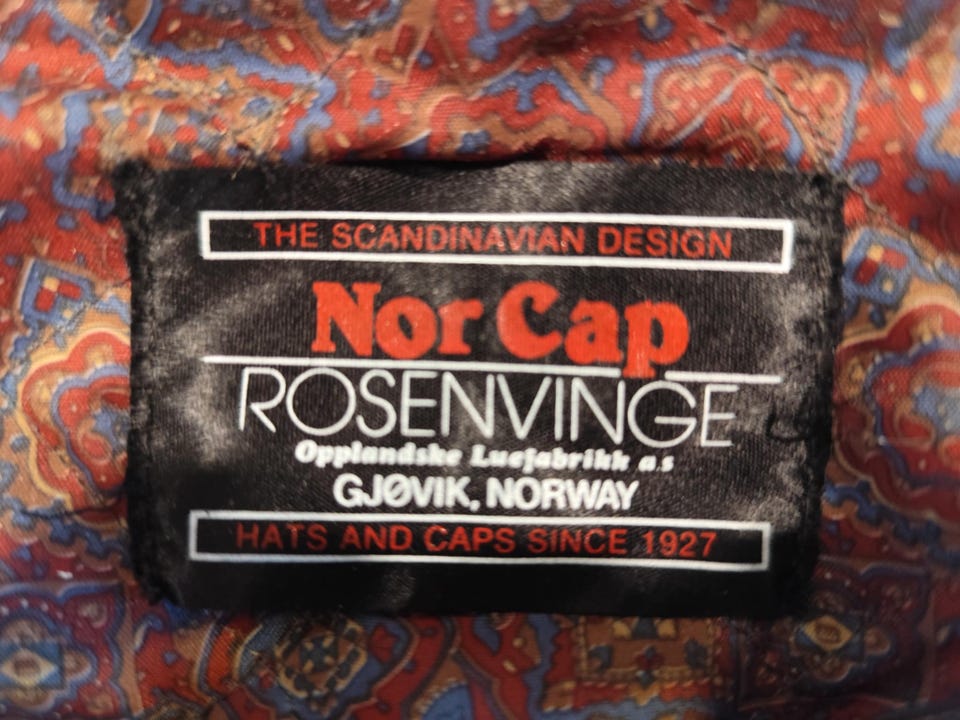 THE SCANDINAVIAN DESIGN
Nor Cap
ROSENVINGE
Opplandske Luefabrikk a.s
GJØVIK, NORWAY
HATS AND CAPS SINCE 1927